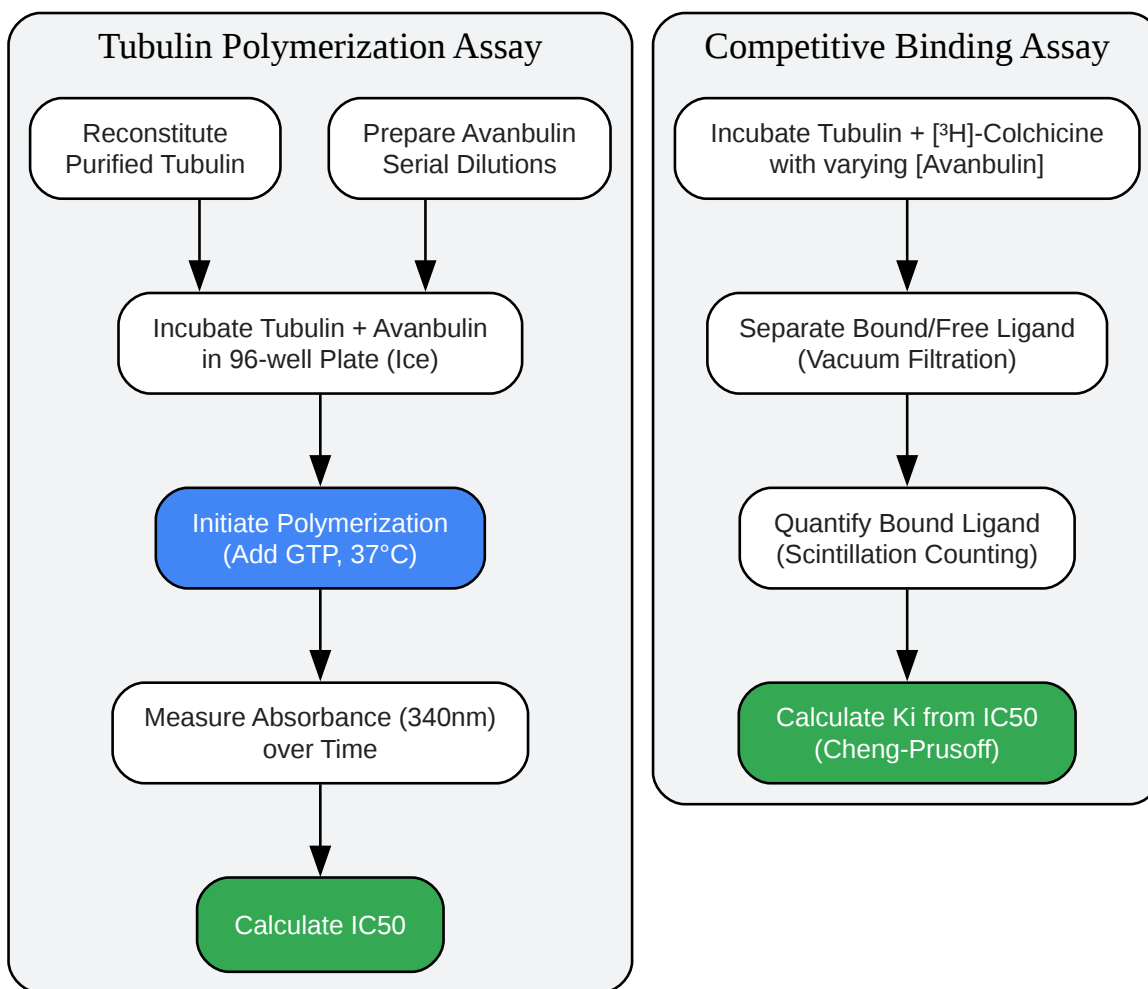 Tubulin Polymerization Assay
Reconstitute
Purified Tubulin
Prepare Avanbulin
Serial Dilutions
Incubate Tubulin + Avanbulin
in 96-well Plate (Ice)
Initiate Polymerization
(Add GTP, 37°C)
Measure Absorbance (340nm)
over Time
Calculate IC50
Competitive Binding Assay
Incubate Tubulin + [³H]-Colchicine
with varying [Avanbulin]
Separate Bound/Free Ligand
(Vacuum Filtration)
Quantify Bound Ligand
(Scintillation Counting)
Calculate Ki from IC50
(Cheng-Prusoff)